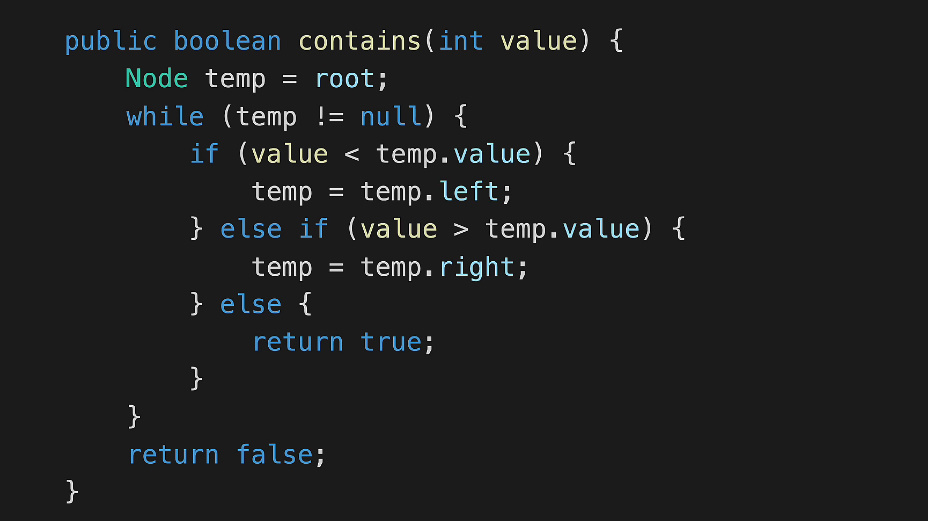 public boolean contains(int value) {
    Node temp = root;
    while (temp != null) {
        if (value < temp.value) {
            temp = temp.left;
        } else if (value > temp.value) {
            temp = temp.right;
        } else {
            return true;
        }
    }
    return false;
}